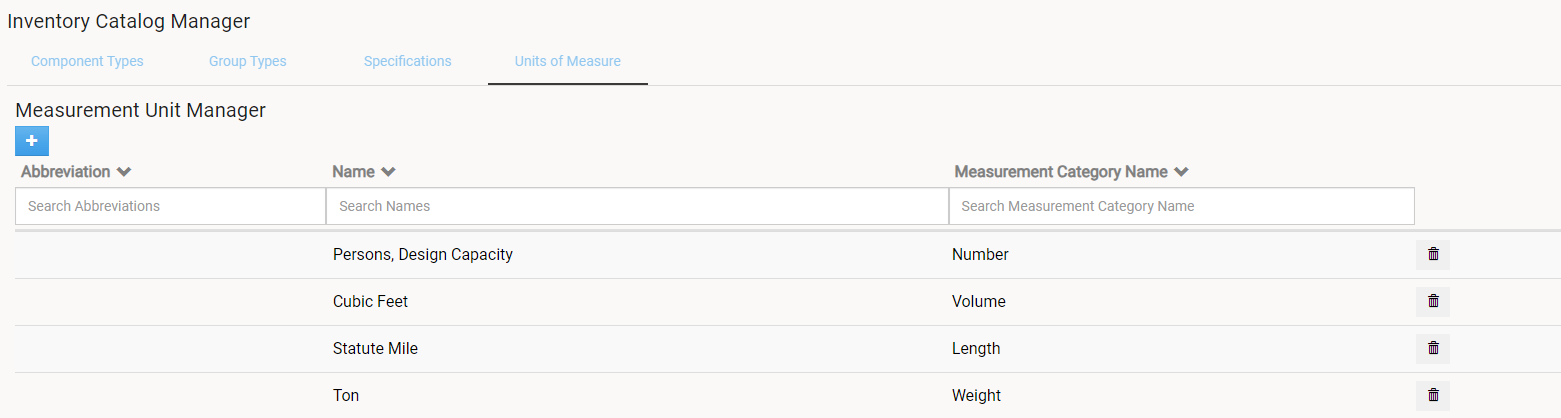 Inventory Catalog Manager
Component Types Group Types Specifications Units of Measure
Measurement Unit Manager
+
Abbreviation Name Measurement Category Name
Search Abbreviations Search Names Search Measurement Category Name
Persons, Design Capacity Number
Cubic Feet Volume
Statute Mile Length
Ton Weight